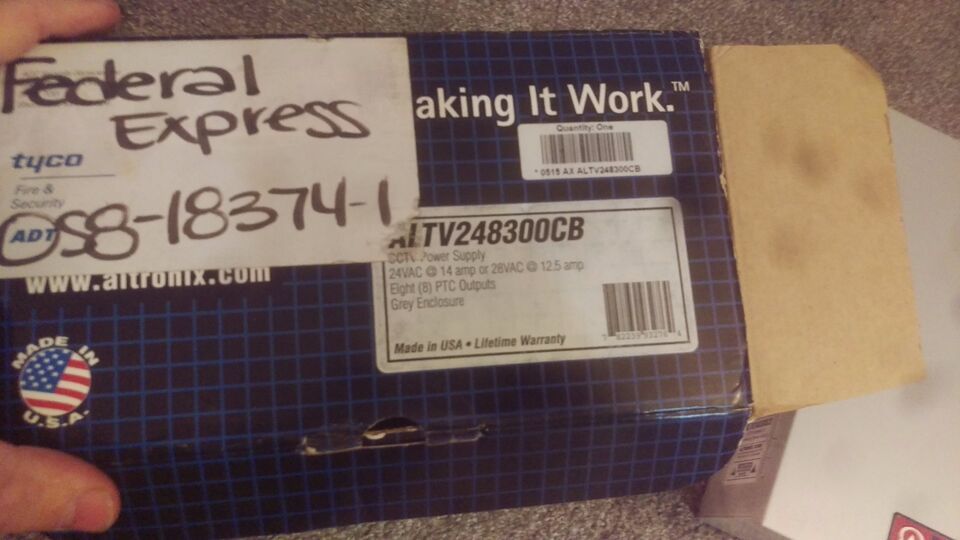 Federal
Express
tyco
Fire &
Security
ADT
OS8-18374-1
aking It Work.™
Quantity: One
* 0515 AX ALTV248300CB
ALTV248300CB
CCTV Power Supply
24VAC @ 14 amp or 28VAC @ 12.5 amp
Eight (8) PTC Outputs
Grey Enclosure
Made in USA • Lifetime Warranty
www.altronix.com
MADE IN
U.S.A.